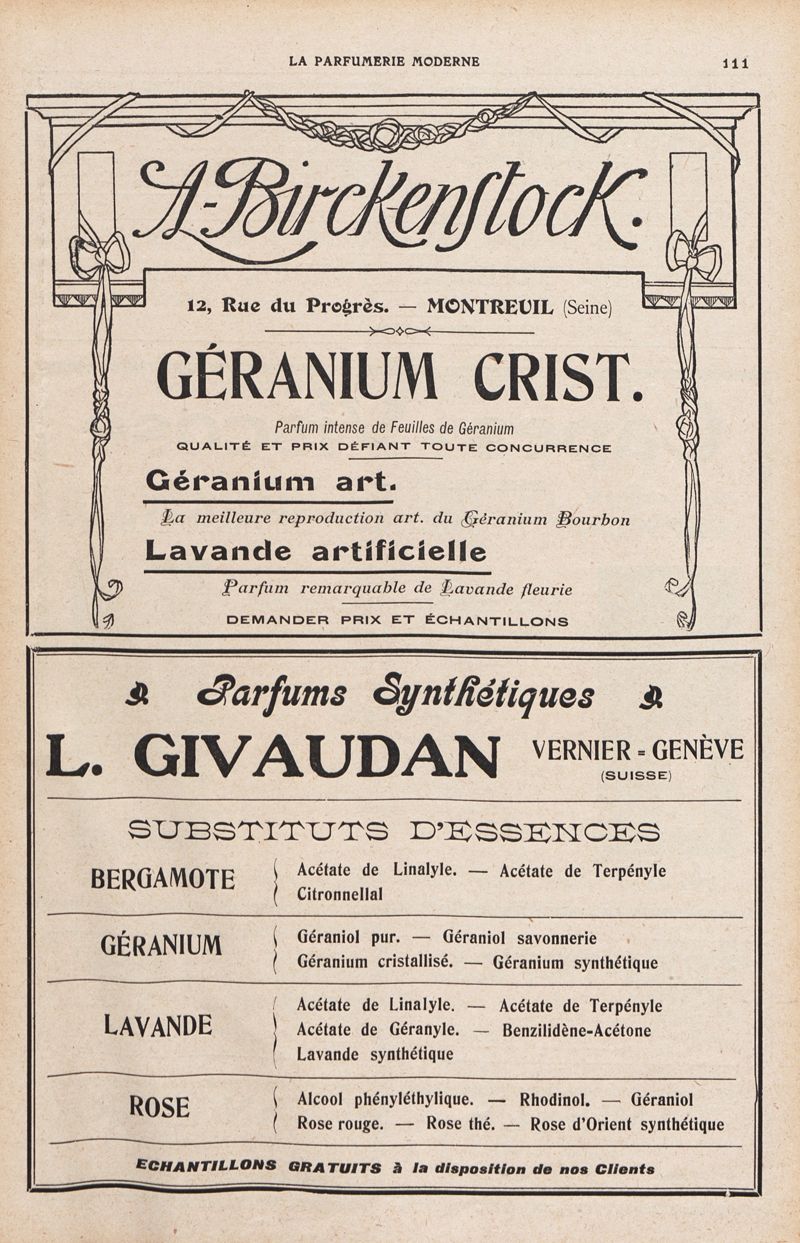 LA PARFUMERIE MODERNE 111
A-Birckenstock.
12, Rue du Progrès. — MONTREUIL (Seine)
GÉRANIUM CRIST.
Parfum intense de Feuilles de Géranium
QUALITÉ ET PRIX DÉFIANT TOUTE CONCURRENCE
Géranium art.
La meilleure reproduction art. du Géranium Bourbon
Lavande artificielle
Parfum remarquable de Lavande fleurie
DEMANDER PRIX ET ÉCHANTILLONS
Parfums Synthétiques
L. GIVAUDAN VERNIER = GENÈVE
(SUISSE)
SUBSTITUTS D'ESSENCES
BERGAMOTE { Acétate de Linalyle. — Acétate de Terpényle
Citronnellal
GÉRANIUM { Géraniol pur. — Géraniol savonnerie
Géranium cristallisé. — Géranium synthétique
LAVANDE { Acétate de Linalyle. — Acétate de Terpényle
Acétate de Géranyle. — Benzilidène-Acétone
Lavande synthétique
ROSE { Alcool phényléthylique. — Rhodinol. — Géraniol
Rose rouge. — Rose thé. — Rose d'Orient synthétique
ECHANTILLONS GRATUITS à la disposition de nos Clients